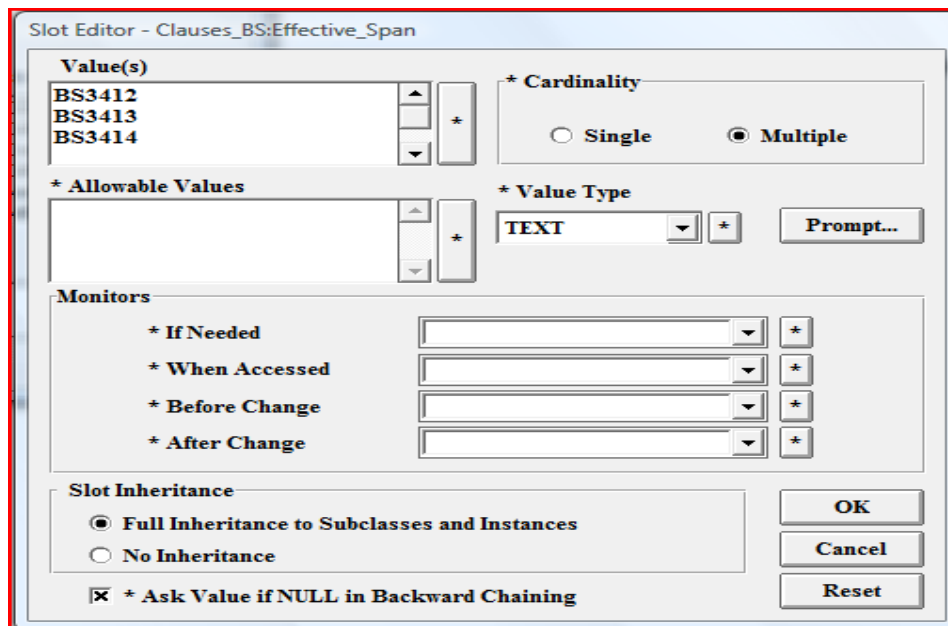 Slot Editor - Clauses_BS:Effective_Span
Value(s)
BS3412
BS3413
BS3414
*
* Cardinality
Single
Multiple
* Allowable Values
*
* Value Type
TEXT
*
Prompt...
Monitors
* If Needed
*
* When Accessed
*
* Before Change
*
* After Change
*
Slot Inheritance
Full Inheritance to Subclasses and Instances
No Inheritance
* Ask Value if NULL in Backward Chaining
OK
Cancel
Reset